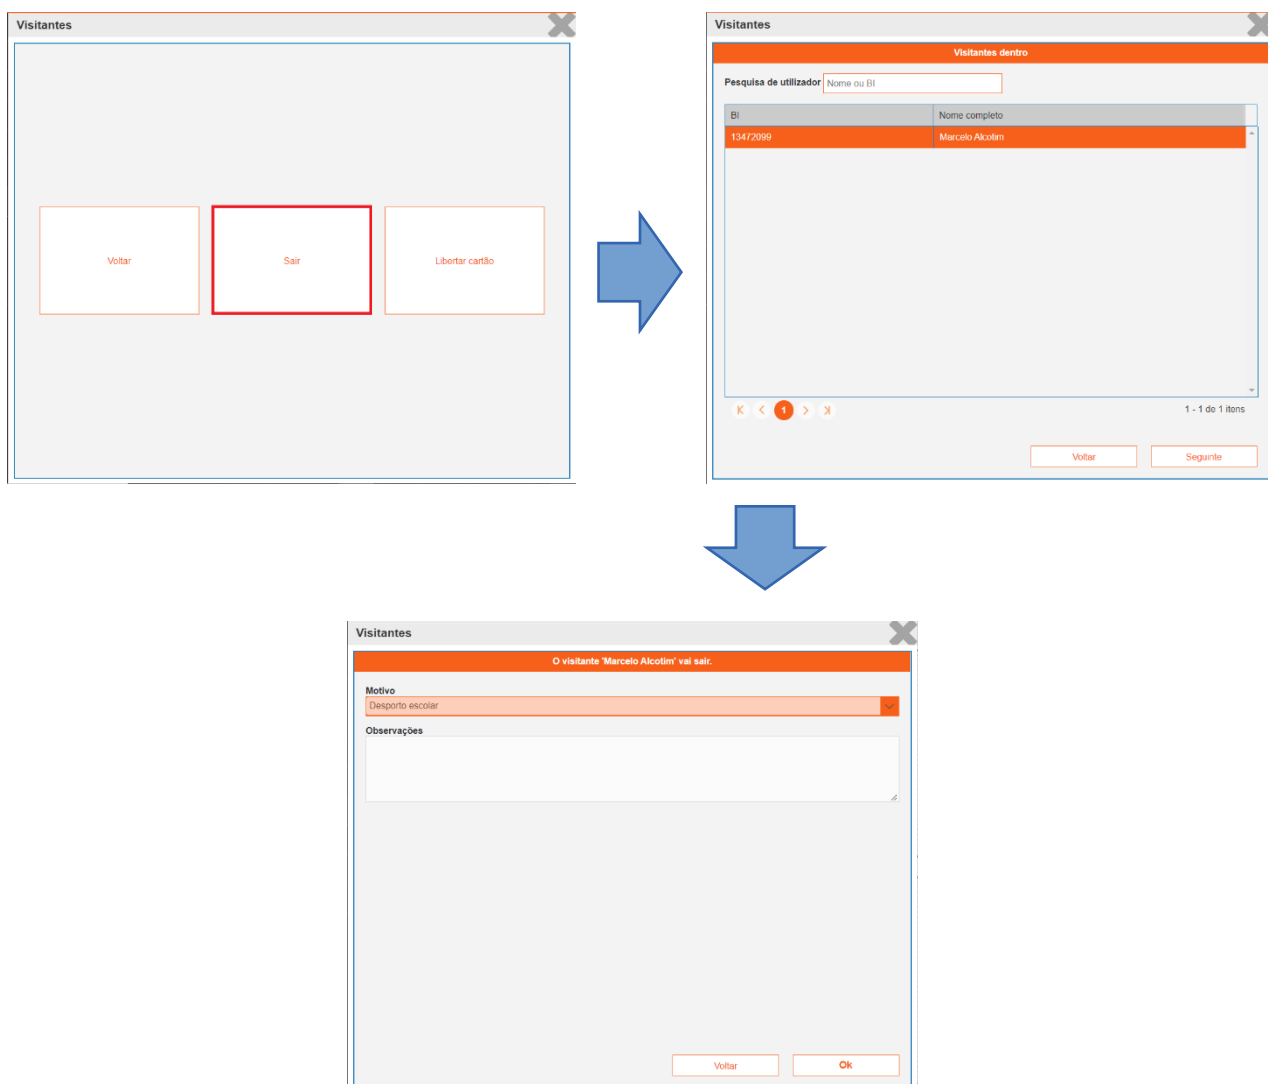 Visitantes
Voltar
Sair
Libertar cartão
Visitantes
Visitantes dentro
Pesquisa de utilizador Nome ou BI
BI Nome completo
13472099 Marcelo Alcotim
1
1 - 1 de 1 itens
Voltar Seguinte
Visitantes
O visitante 'Marcelo Alcotim' vai sair.
Motivo
Desporto escolar
Observações
Voltar Ok